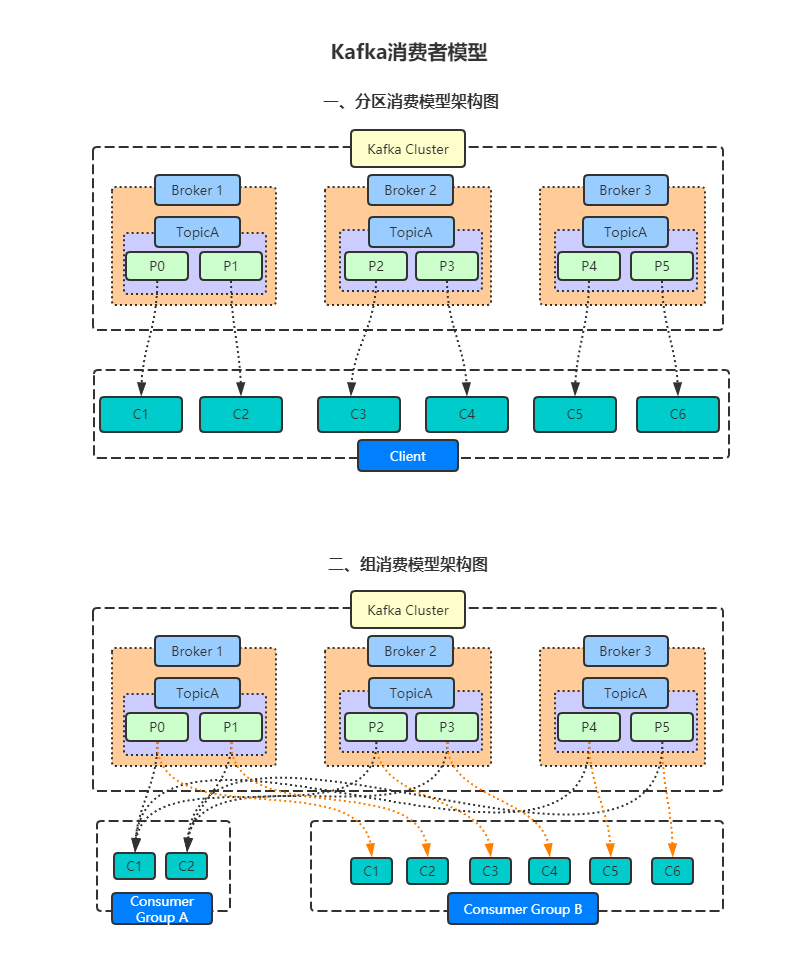 Kafka消费者模型
一、分区消费模型架构图
Kafka Cluster
Broker 1
Broker 2
Broker 3
TopicA
TopicA
TopicA
P0
P1
P2
P3
P4
P5
C1
C2
C3
C4
C5
C6
Client
二、组消费模型架构图
Kafka Cluster
Broker 1
Broker 2
Broker 3
TopicA
TopicA
TopicA
P0
P1
P2
P3
P4
P5
C1
C2
C1
C2
C3
C4
C5
C6
Consumer
Group A
Consumer Group B